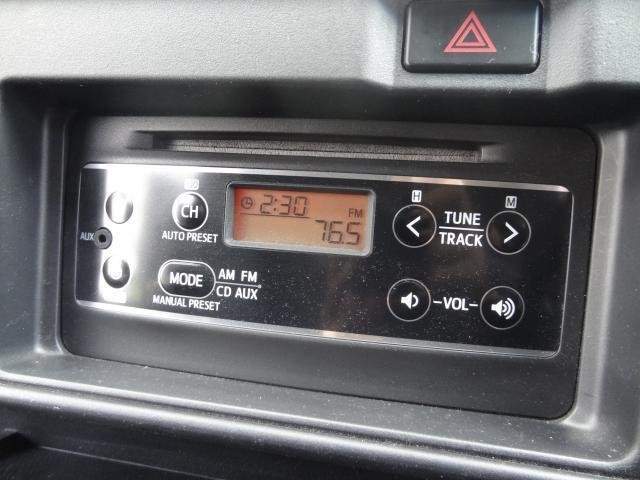 CH
AUTO PRESET
AUX
MODE
MANUAL PRESET
AM FM
CD AUX
2:30
FM
76.5
H
M
<
TUNE
TRACK
>
-VOL-